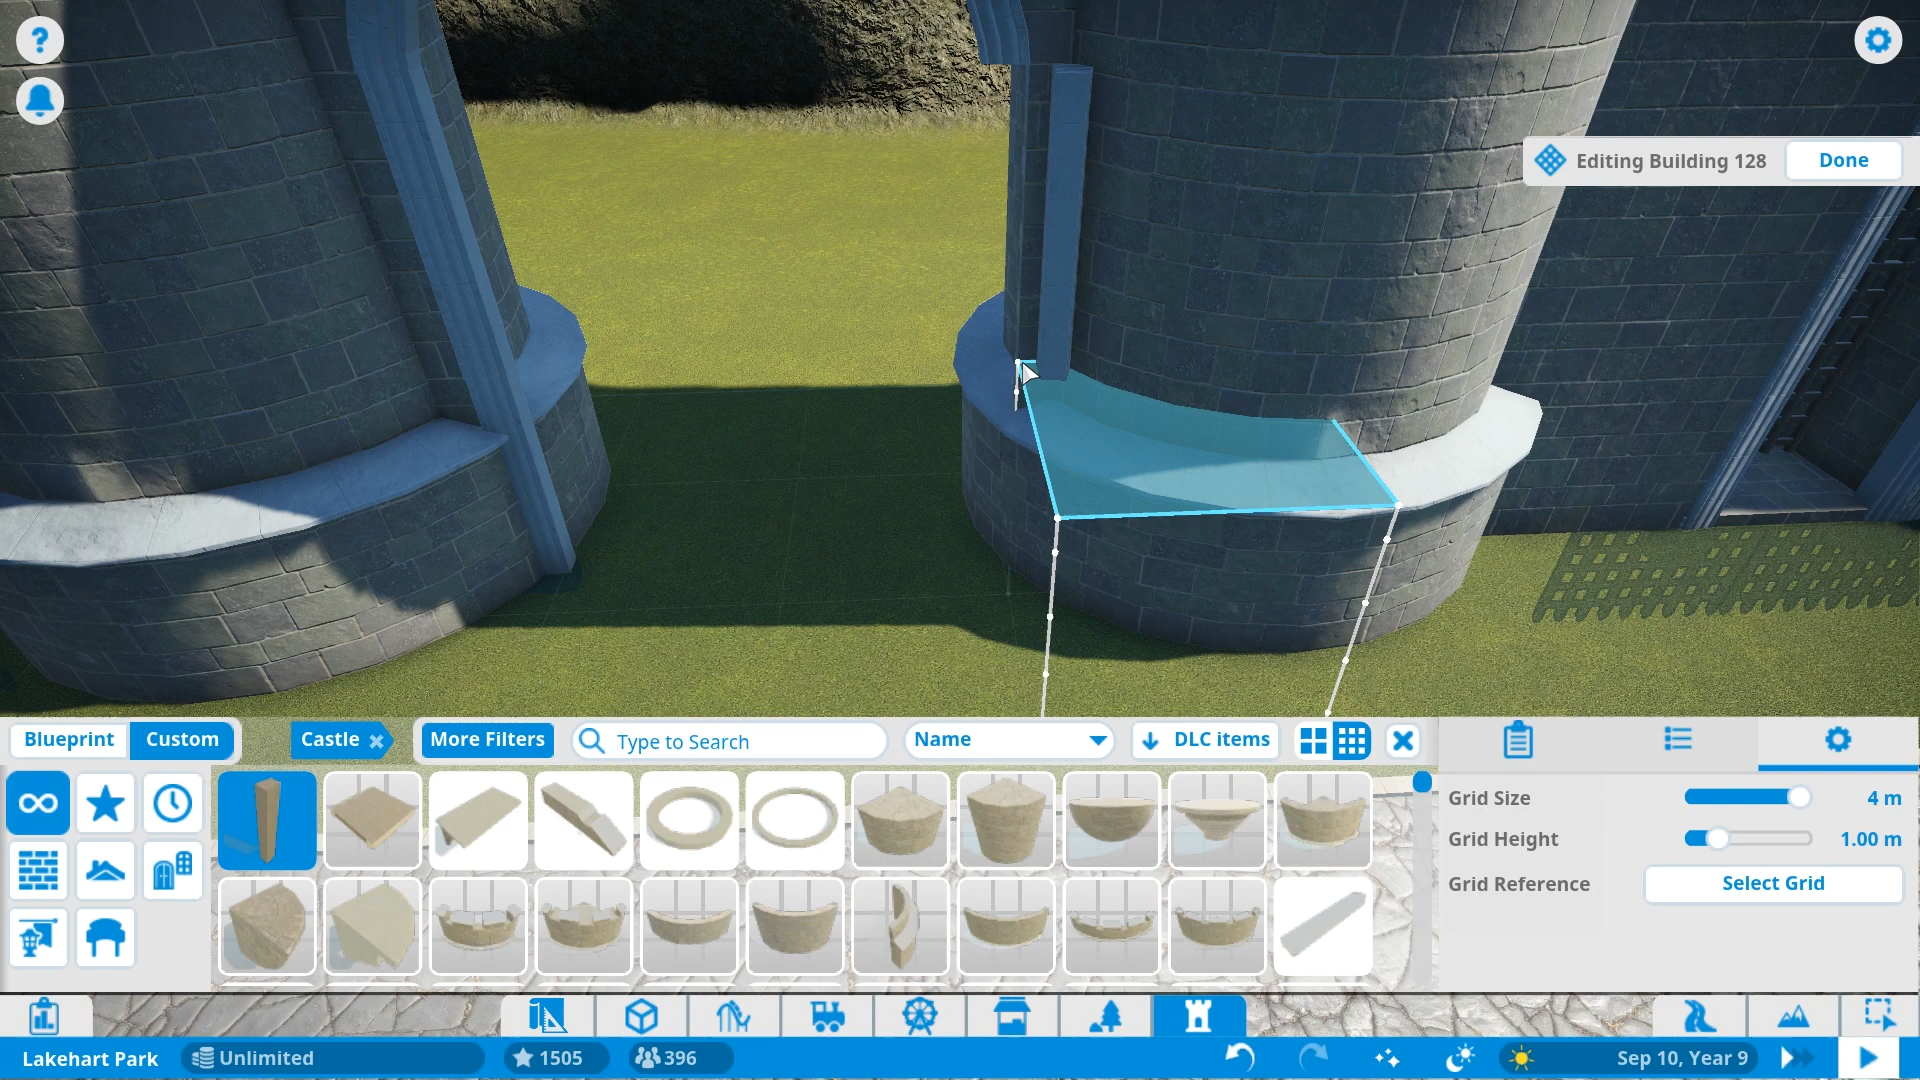 ?
Editing Building 128 Done
Blueprint Custom Castle More Filters Type to Search Name DLC items
Grid Size 4 m
Grid Height 1.00 m
Grid Reference Select Grid
Lakehart Park Unlimited 1505 396 Sep 10, Year 9